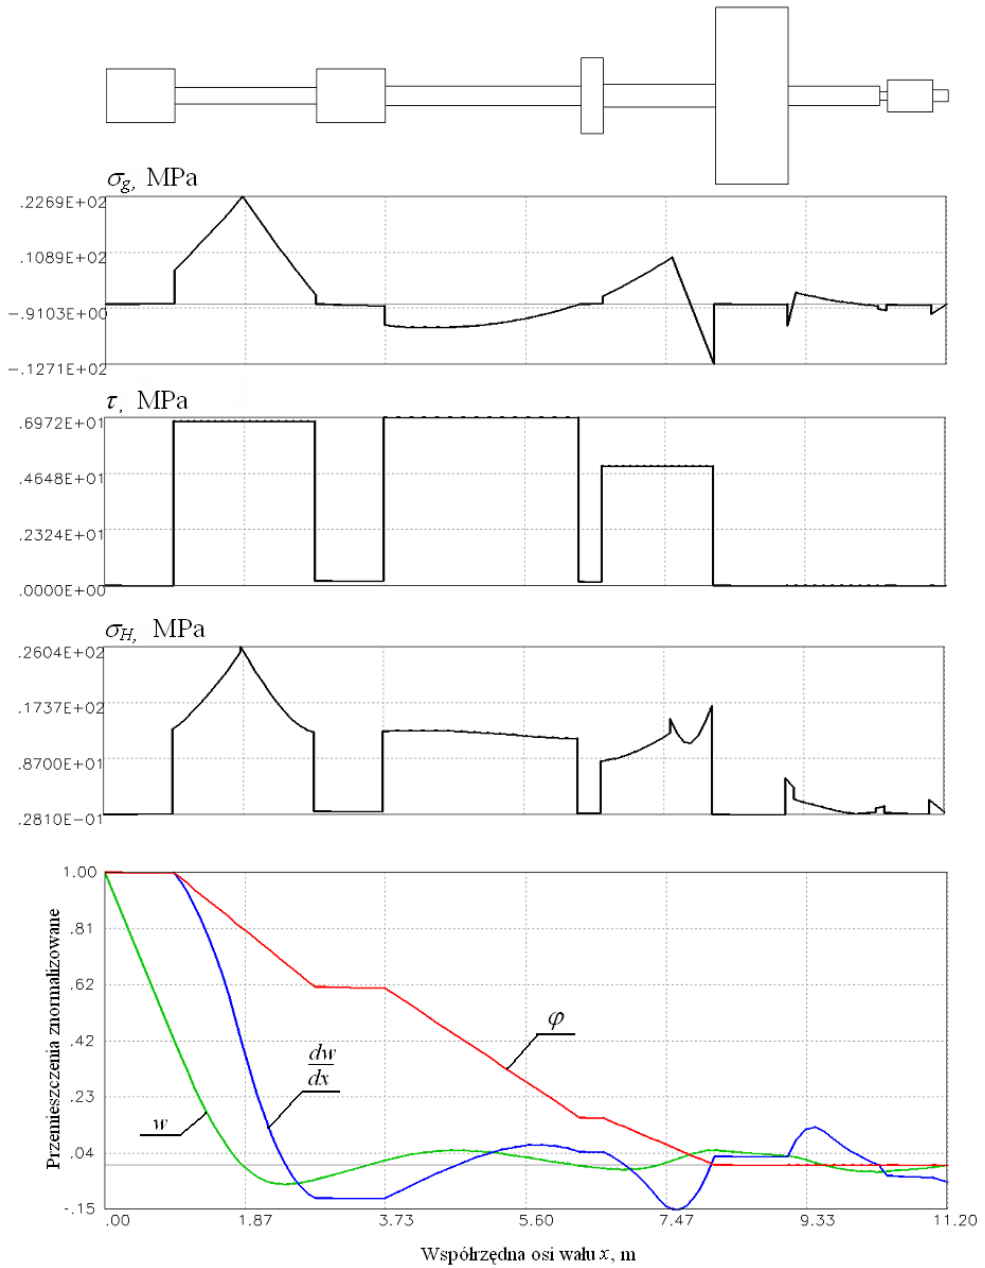 σg, MPa
.2269E+02
.1089E+02
-.9103E+00
-.1271E+02
τ, MPa
.6972E+01
.4648E+01
.2324E+01
.0000E+00
σH, MPa
.2604E+02
.1737E+02
.8700E+01
.2810E-01
Przemieszczenia znormalizowane
1.00
.81
.62
.42
.23
.04
-.15
w
dw
dx
φ
.00 1.87 3.73 5.60 7.47 9.33 11.20
Współrzędna osi wału x, m